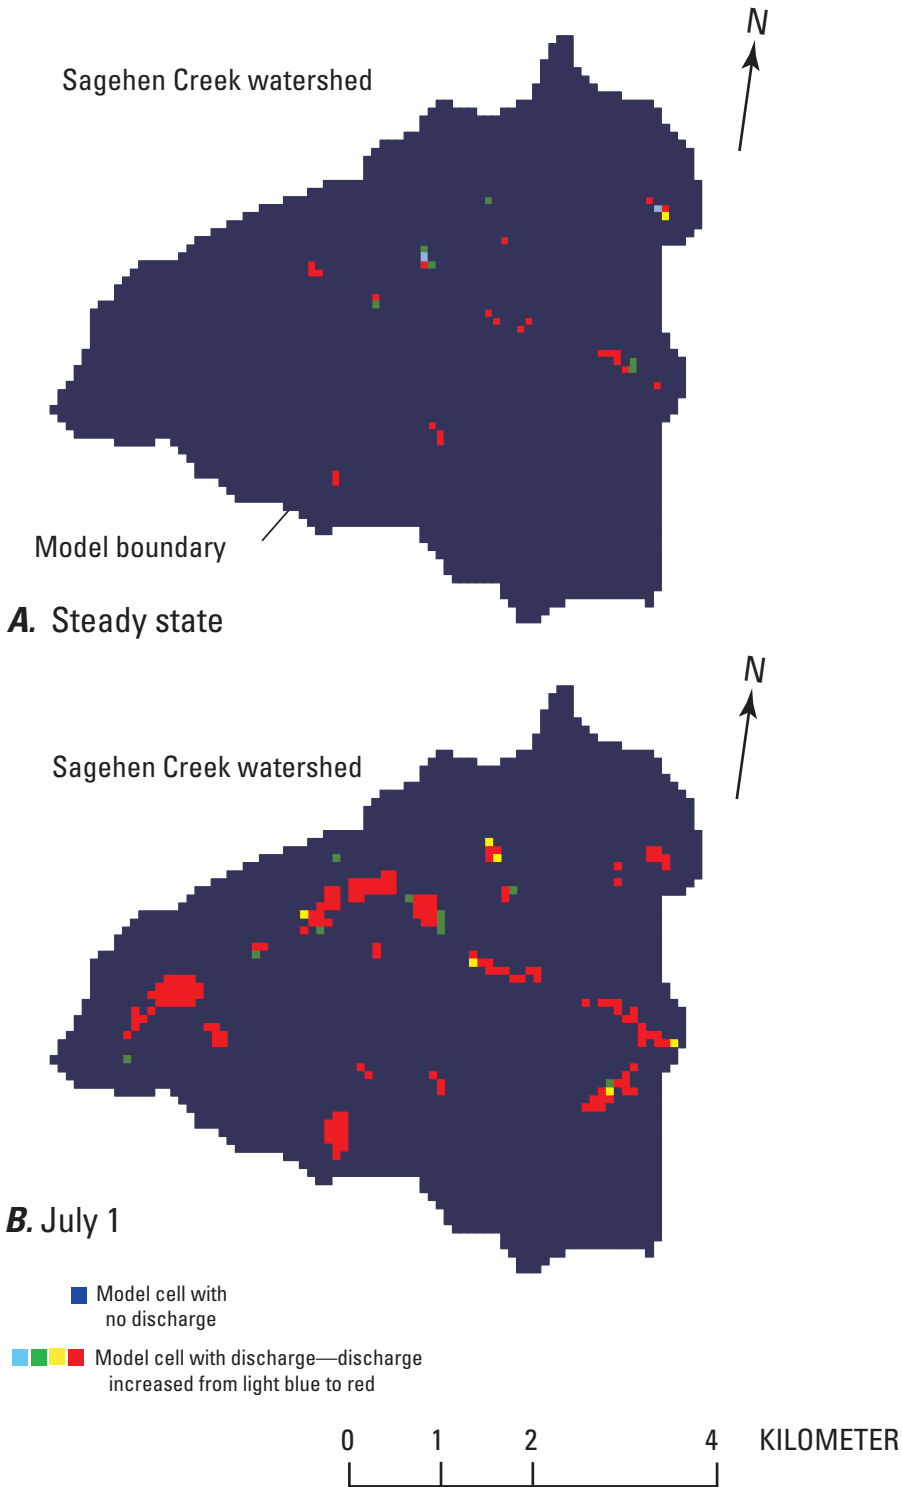 N
Sagehen Creek watershed
Model boundary
A. Steady state
N
Sagehen Creek watershed
B. July 1
Model cell with
no discharge
Model cell with discharge—discharge
increased from light blue to red
0 1 2 4 KILOMETER